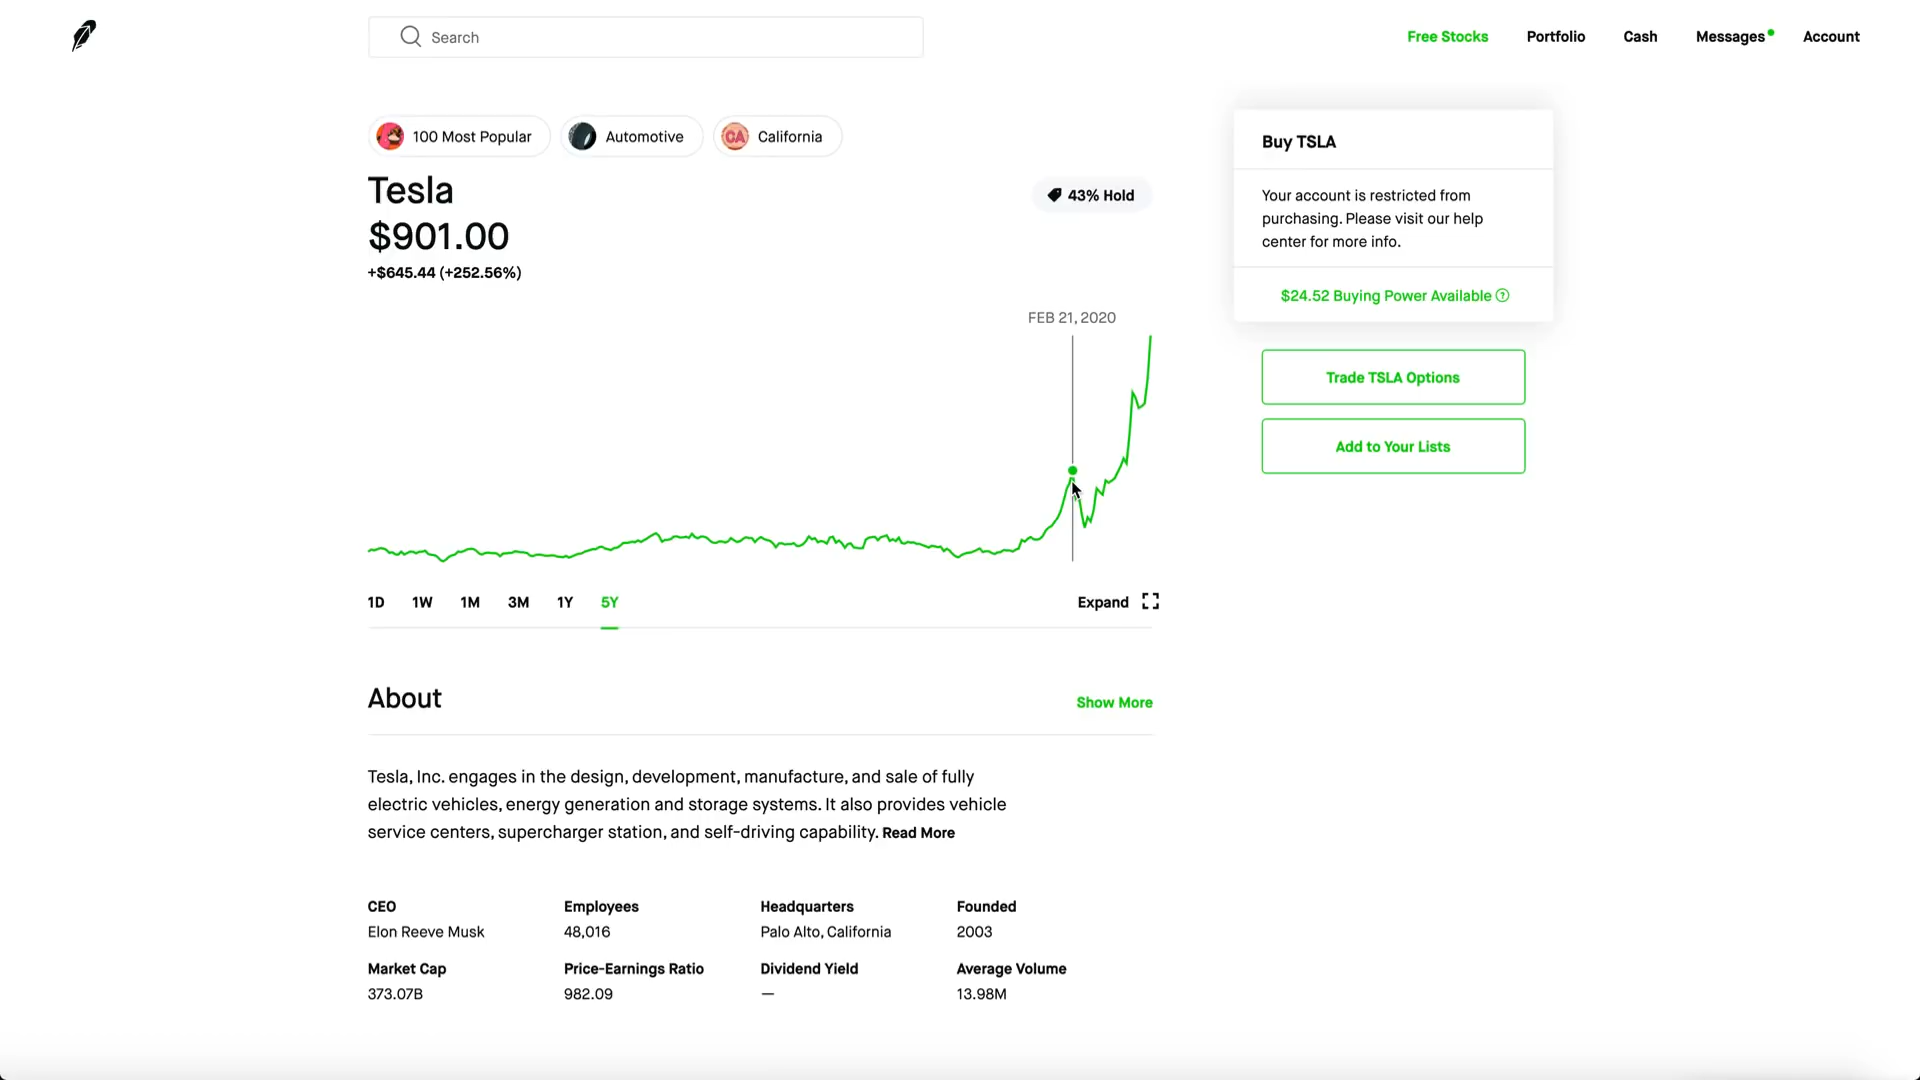 Search
Free Stocks
Portfolio
Cash
Messages
Account
100 Most Popular
Automotive
CA
California
Tesla
$901.00
+$645.44 (+252.56%)
43% Hold
FEB 21, 2020
1D
1W
1M
3M
1Y
5Y
Expand
Buy TSLA
Your account is restricted from
purchasing. Please visit our help
center for more info.
$24.52 Buying Power Available ?
Trade TSLA Options
Add to Your Lists
About
Show More
Tesla, Inc. engages in the design, development, manufacture, and sale of fully
electric vehicles, energy generation and storage systems. It also provides vehicle
service centers, supercharger station, and self-driving capability. Read More
CEO
Elon Reeve Musk
Employees
48,016
Headquarters
Palo Alto, California
Founded
2003
Market Cap
373.07B
Price-Earnings Ratio
982.09
Dividend Yield
—
Average Volume
13.98M